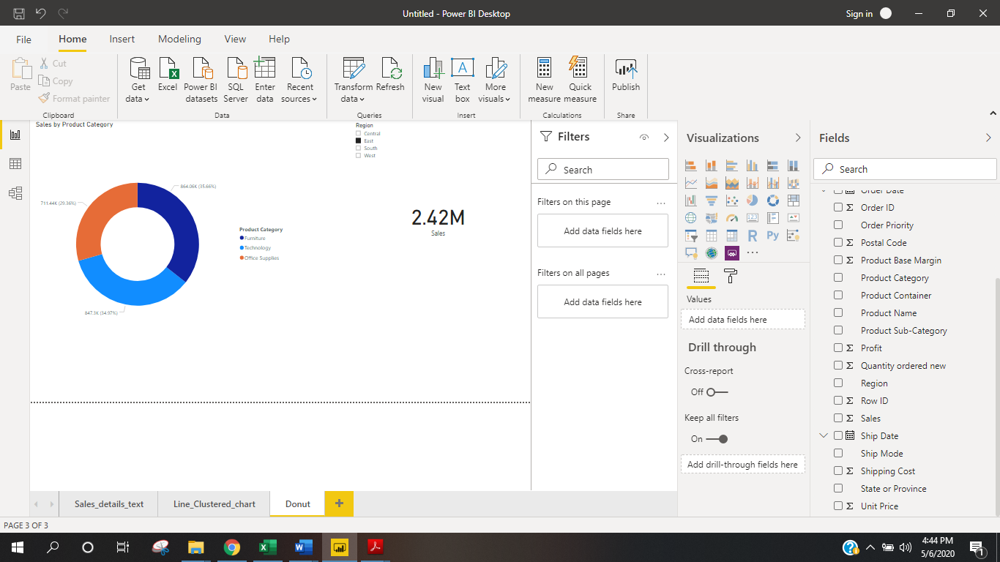 Untitled - Power BI Desktop
Sign in
File Home Insert Modeling View Help
Paste
Cut
Copy
Format painter
Clipboard
Get data
Excel
Power BI datasets
SQL Server
Enter data
Recent sources
Data
Transform data
Refresh
Queries
New visual
Text box
More visuals
Insert
New measure
Quick measure
Calculations
Publish
Share
Sales by Product Category
864.06K (35.66%)
711.44K (29.36%)
847.3K (34.97%)
Product Category
Furniture
Technology
Office Supplies
Region
Central
East
South
West
2.42M
Sales
Filters
Search
Filters on this page ...
Add data fields here
Filters on all pages ...
Add data fields here
Visualizations
123
R
Py
...
Values
Add data fields here
Drill through
Cross-report
Off
Keep all filters
On
Add drill-through fields here
Fields
Search
Order Date
Σ Order ID
Order Priority
Σ Postal Code
Σ Product Base Margin
Product Category
Product Container
Product Name
Product Sub-Category
Σ Profit
Σ Quantity ordered new
Region
Σ Row ID
Σ Sales
Ship Date
Ship Mode
Σ Shipping Cost
State or Province
Σ Unit Price
Sales_details_text
Line_Clustered_chart
Donut
+
PAGE 3 OF 3
4:44 PM
5/6/2020
1